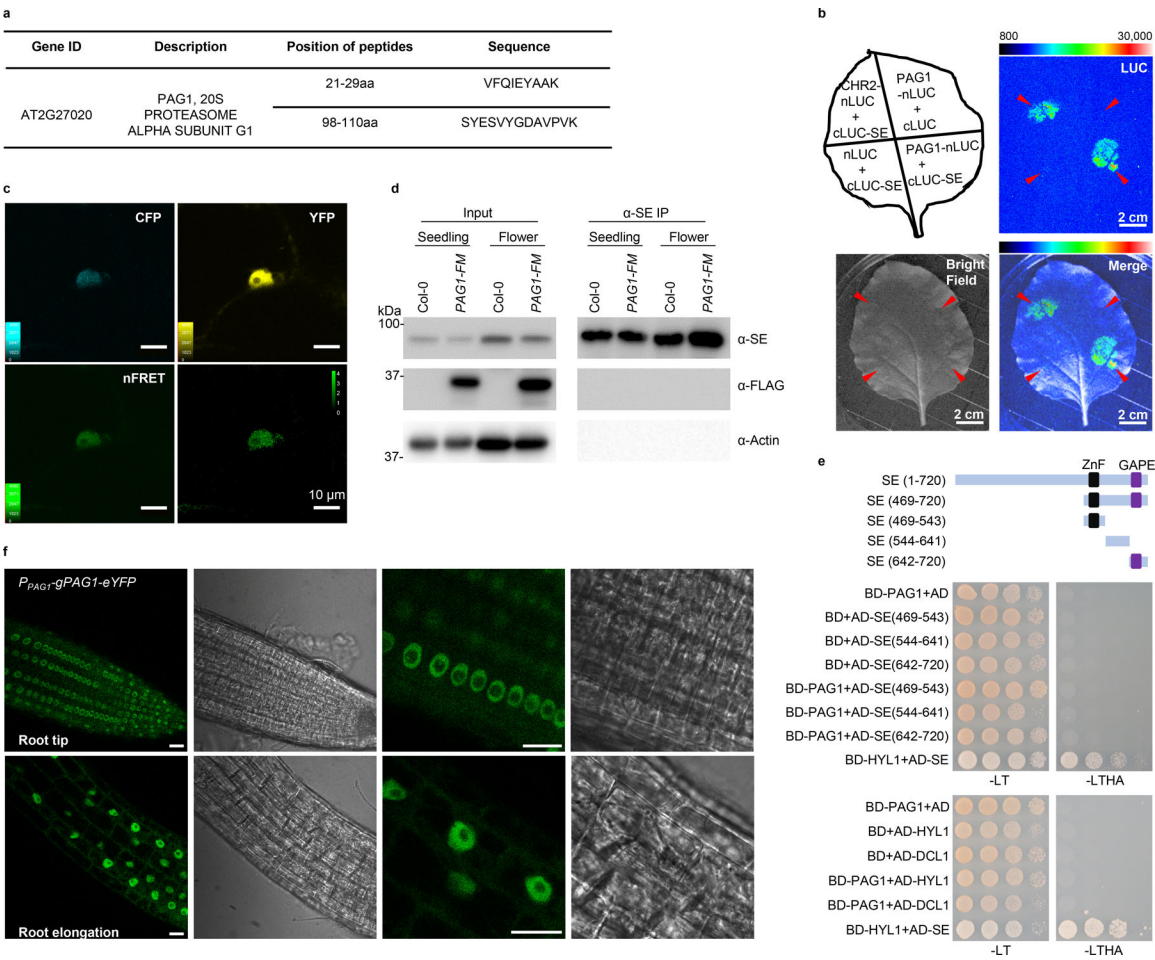 a
Gene ID Description Position of peptides Sequence
AT2G27020
PAG1, 20S
PROTEASOME
ALPHA SUBUNIT G1
21-29aa VFQIEYAAK
98-110aa SYESVYGDAVPVK
b
CHR2-
nLUC
+
cLUC-SE
PAG1
-nLUC
+
cLUC
nLUC
+
cLUC-SE
PAG1-nLUC
+
cLUC-SE
800 30,000
LUC
2 cm
Bright
Field
2 cm
Merge
2 cm
c
CFP
YFP
nFRET
4
3
2
1
0
10 μm
d
Input α-SE IP
Seedling Flower Seedling Flower
Col-0 PAG1-FM Col-0 PAG1-FM Col-0 PAG1-FM Col-0 PAG1-FM
kDa
100-
α-SE
37-
α-FLAG
α-Actin
37-
e
ZnF GAPE
SE (1-720)
SE (469-720)
SE (469-543)
SE (544-641)
SE (642-720)
BD-PAG1+AD
BD+AD-SE(469-543)
BD+AD-SE(544-641)
BD+AD-SE(642-720)
BD-PAG1+AD-SE(469-543)
BD-PAG1+AD-SE(544-641)
BD-PAG1+AD-SE(642-720)
BD-HYL1+AD-SE
-LT -LTHA
BD-PAG1+AD
BD+AD-HYL1
BD+AD-DCL1
BD-PAG1+AD-HYL1
BD-PAG1+AD-DCL1
BD-HYL1+AD-SE
-LT -LTHA
f
PPAG1-gPAG1-eYFP
Root tip
Root elongation